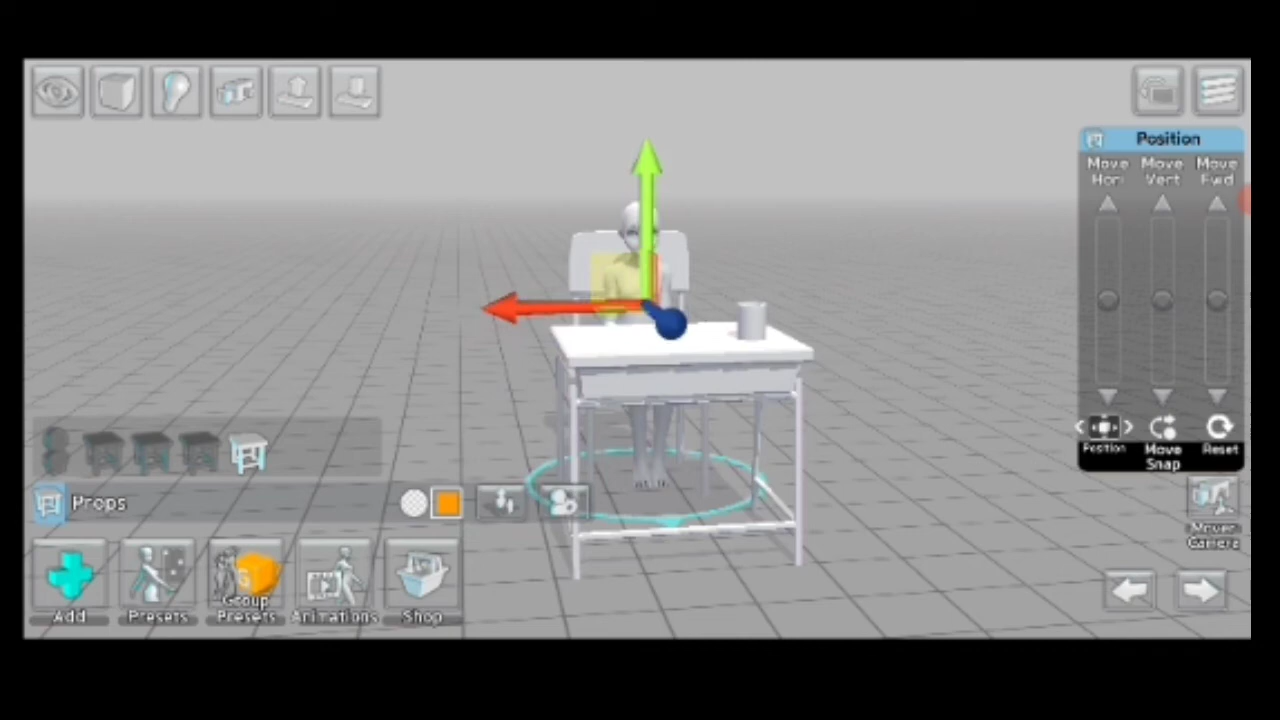 Position
Move Move Move
Hori Vert Fwd
Position Move Reset
Snap
Props
Move
Camera
Add Presets Group Animations Shop
Presets